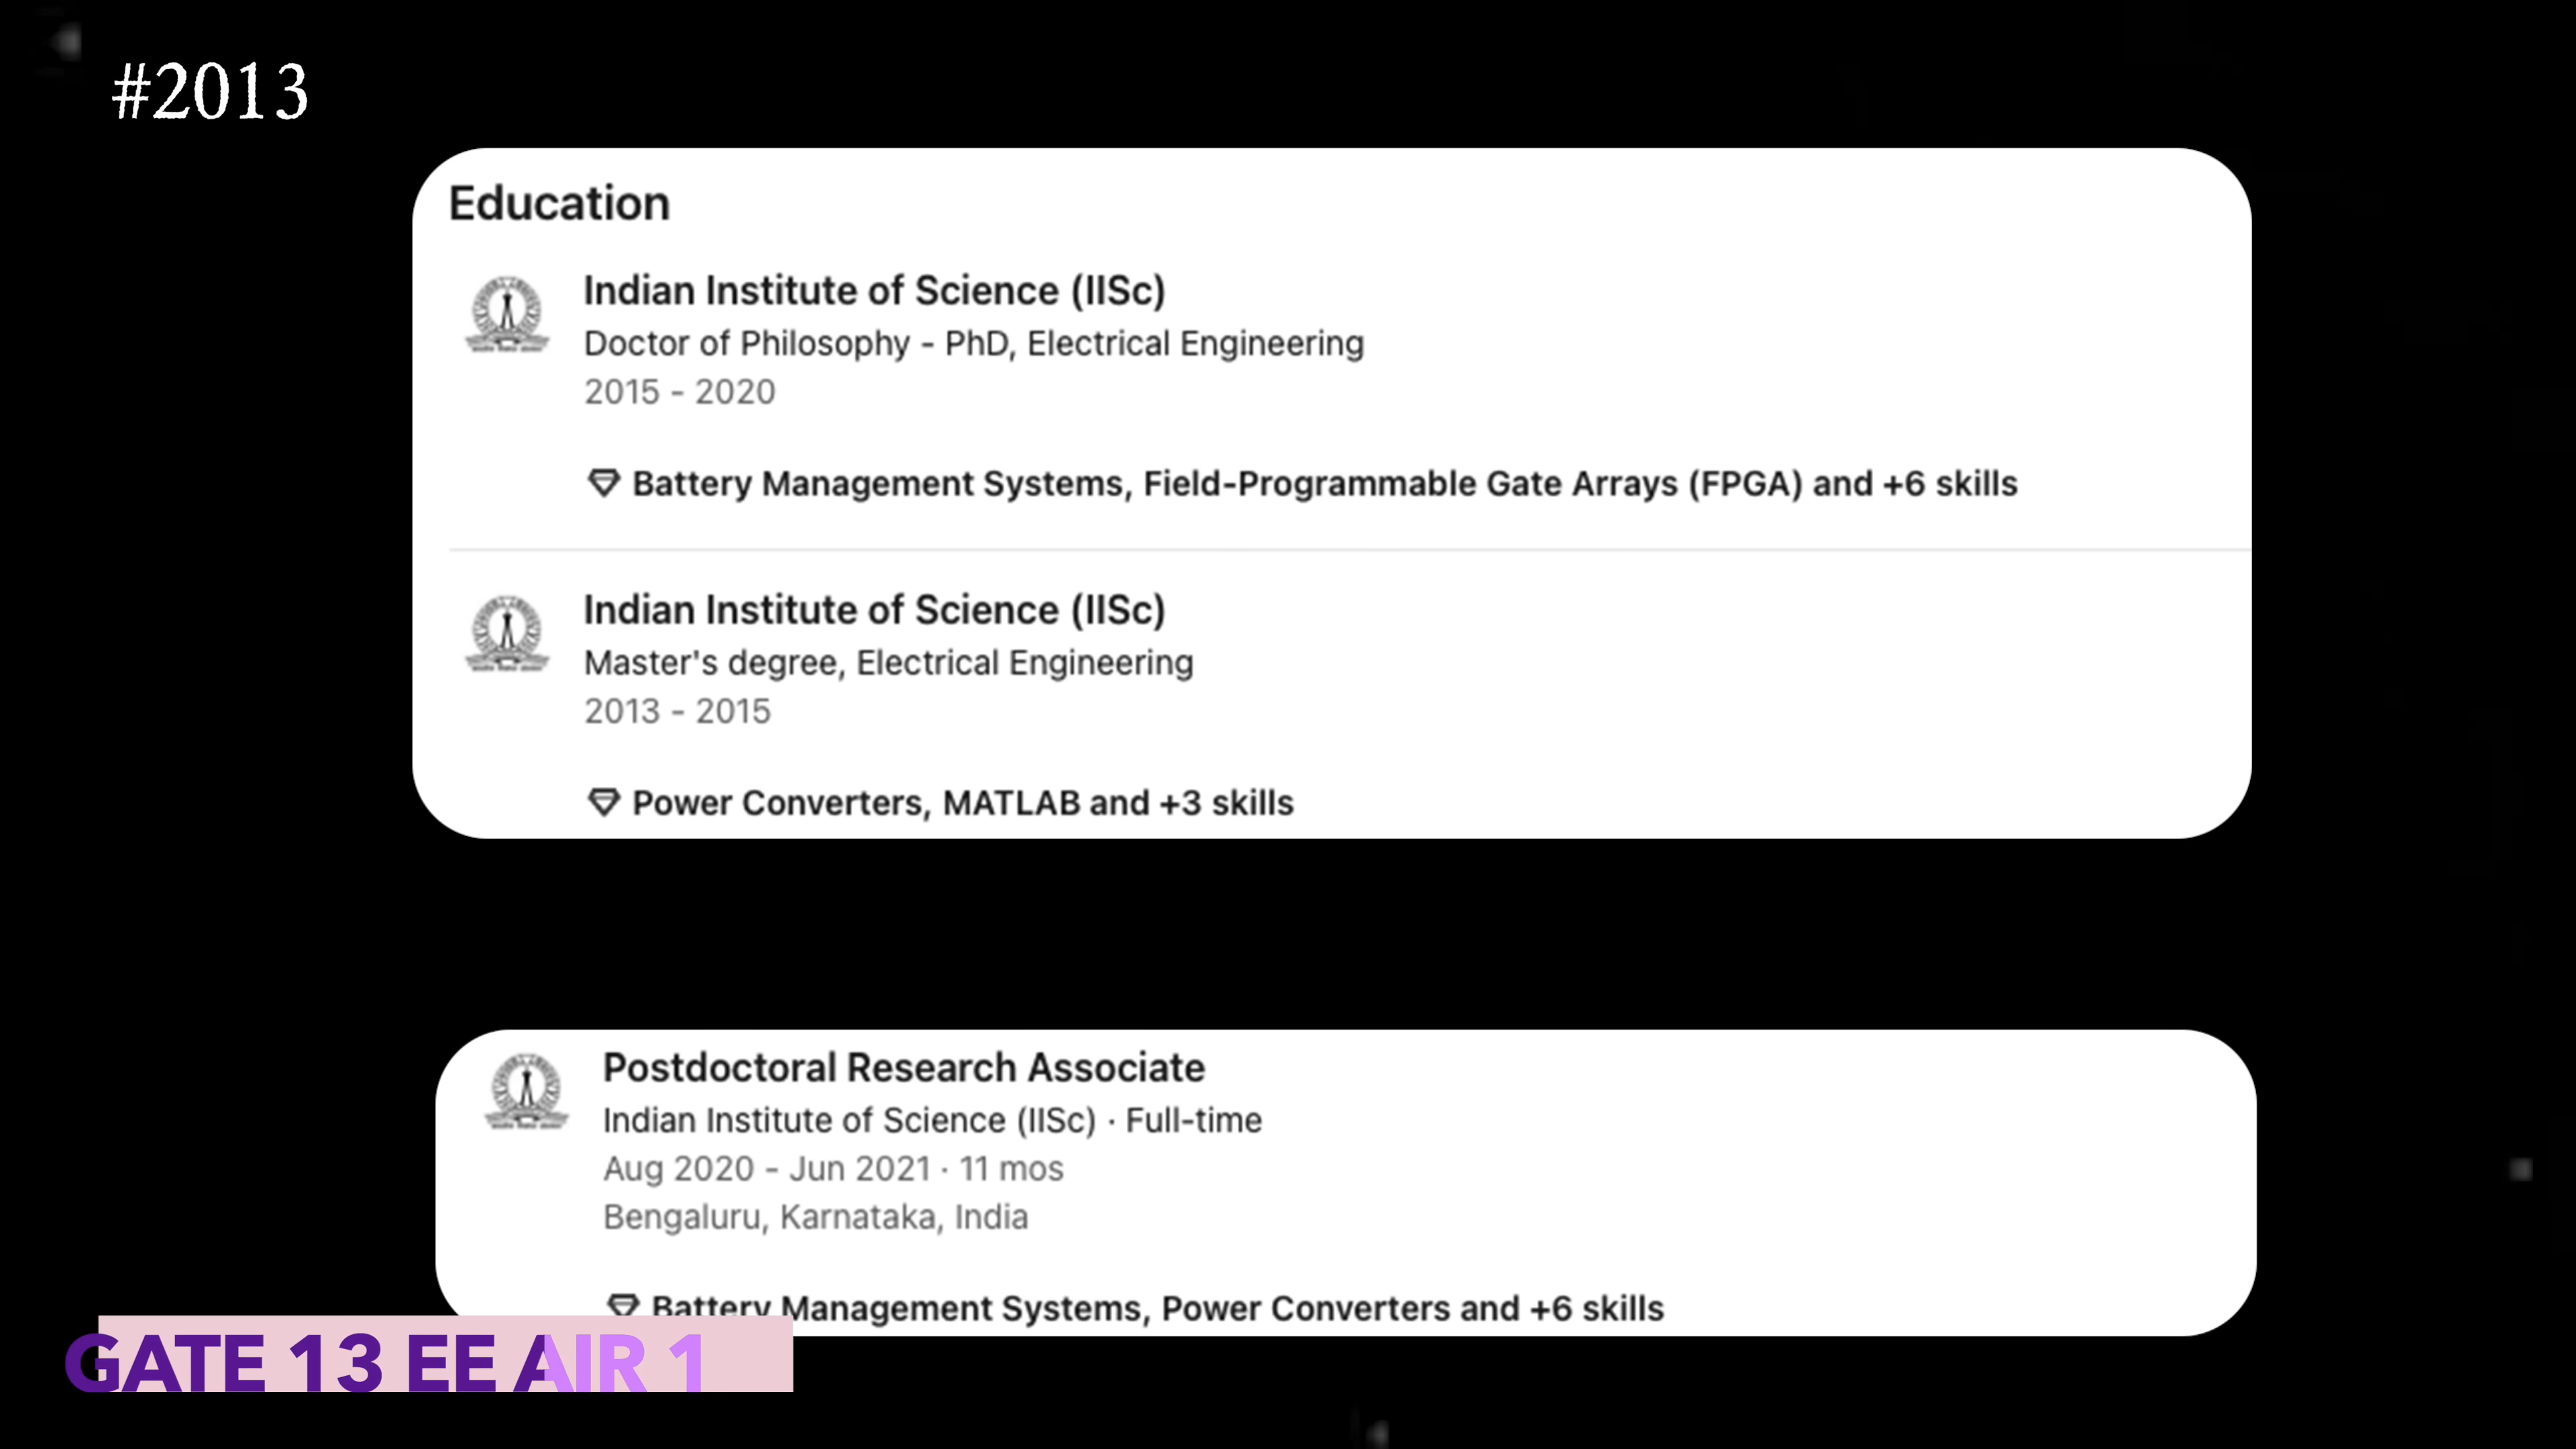 #2013
Education
Indian Institute of Science (IISc)
Doctor of Philosophy - PhD, Electrical Engineering
2015 - 2020
Battery Management Systems, Field-Programmable Gate Arrays (FPGA) and +6 skills
Indian Institute of Science (IISc)
Master's degree, Electrical Engineering
2013 - 2015
Power Converters, MATLAB and +3 skills
Postdoctoral Research Associate
Indian Institute of Science (IISc) · Full-time
Aug 2020 - Jun 2021 · 11 mos
Bengaluru, Karnataka, India
Battery Management Systems, Power Converters and +6 skills
GATE 13 EE AIR 1